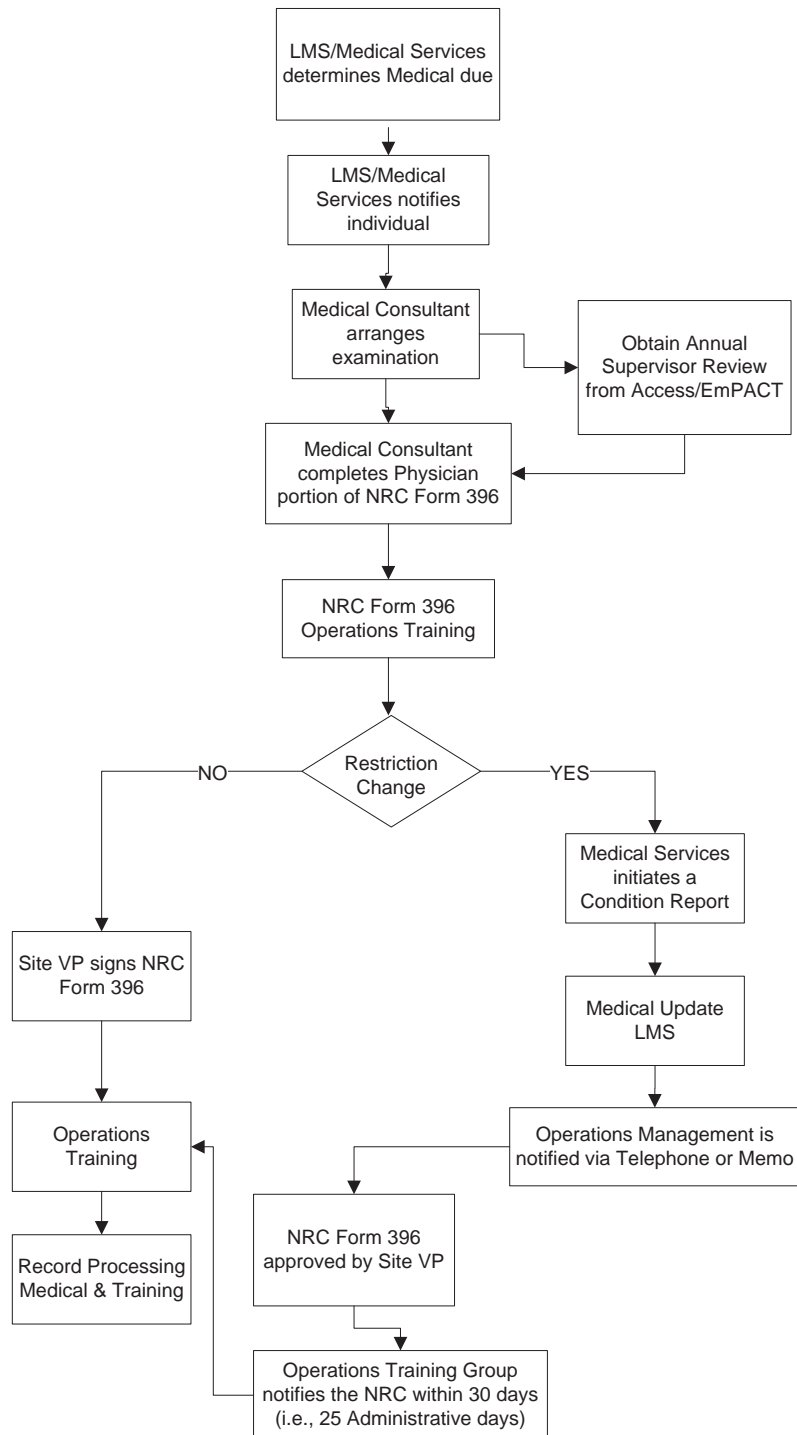 LMS/Medical Services
determines Medical due
LMS/Medical
Services notifies
individual
Medical Consultant
arranges
examination
Obtain Annual
Supervisor Review
from Access/EmPACT
Medical Consultant
completes Physician
portion of NRC Form 396
NRC Form 396
Operations Training
Restriction
Change
NO
YES
Medical Services
initiates a
Condition Report
Site VP signs NRC
Form 396
Medical Update
LMS
Operations
Training
Operations Management is
notified via Telephone or Memo
NRC Form 396
approved by Site VP
Record Processing
Medical & Training
Operations Training Group
notifies the NRC within 30 days
(i.e., 25 Administrative days)